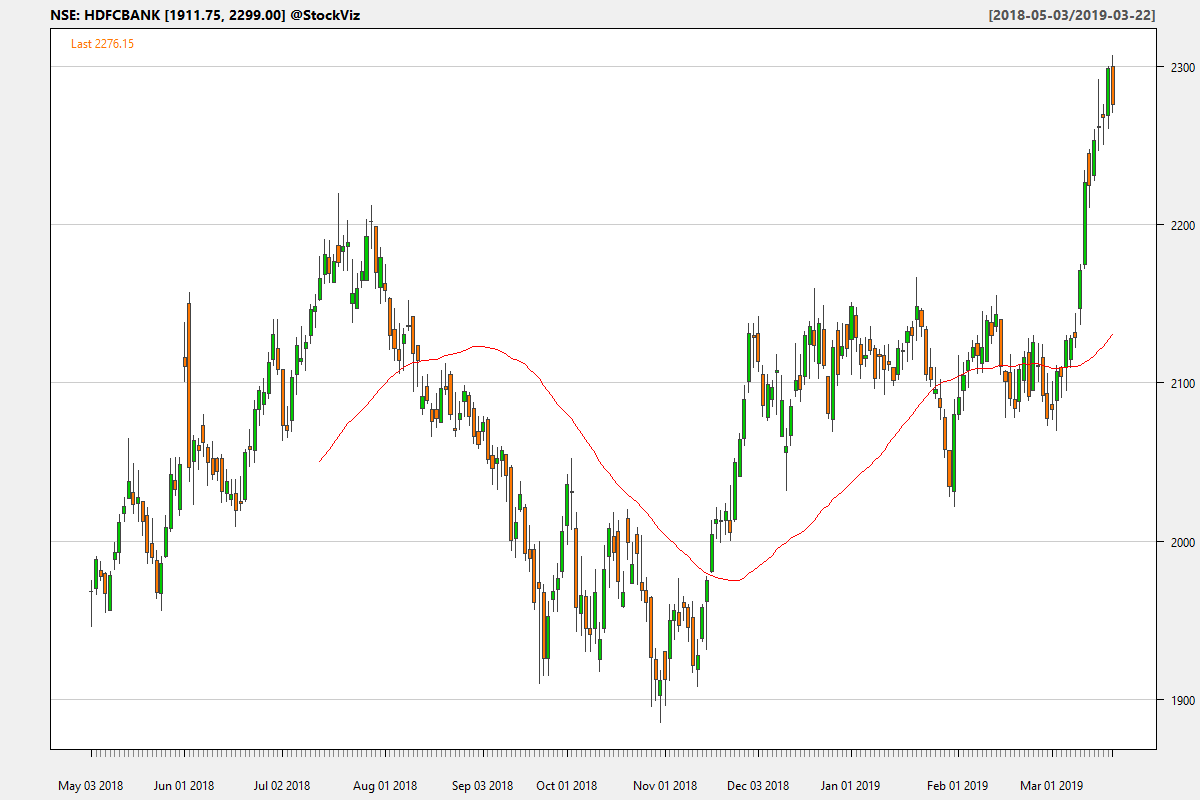 NSE: HDFCBANK [1911.75, 2299.00] @StockViz [2018-05-03/2019-03-22]
Last 2276.15
2300
2200
2100
2000
1900
May 03 2018 Jun 01 2018 Jul 02 2018 Aug 01 2018 Sep 03 2018 Oct 01 2018 Nov 01 2018 Dec 03 2018 Jan 01 2019 Feb 01 2019 Mar 01 2019